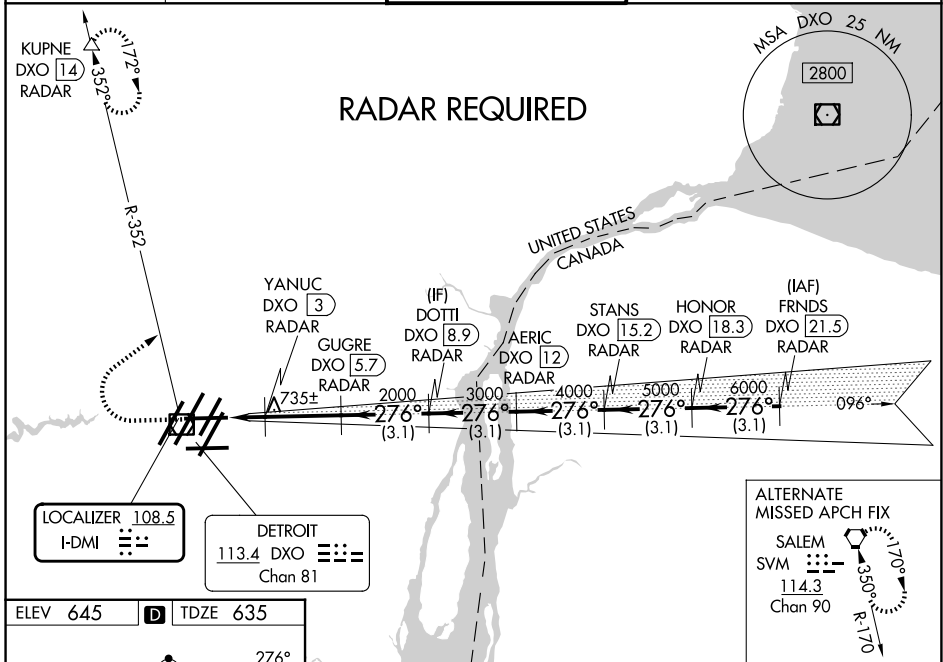 KUPNE
DXO 14
RADAR
172°
352°
R-352
RADAR REQUIRED
MSA DXO 25 NM
2800
UNITED STATES
CANADA
YANUC
DXO 3
RADAR
GUGRE
DXO 5.7
RADAR
(IF)
DOTTI
DXO 8.9
RADAR
AERIC
DXO 12
RADAR
STANS
DXO 15.2
RADAR
HONOR
DXO 18.3
RADAR
(IAF)
FRNDS
DXO 21.5
RADAR
735±
2000
276°
(3.1)
3000
276°
(3.1)
4000
276°
(3.1)
5000
276°
(3.1)
6000
276°
(3.1)
096°
LOCALIZER 108.5
I-DMI
DETROIT
113.4 DXO
Chan 81
ALTERNATE
MISSED APCH FIX
SALEM
SVM
114.3
Chan 90
170°
350°
R-170
ELEV 645 D TDZE 635
276°